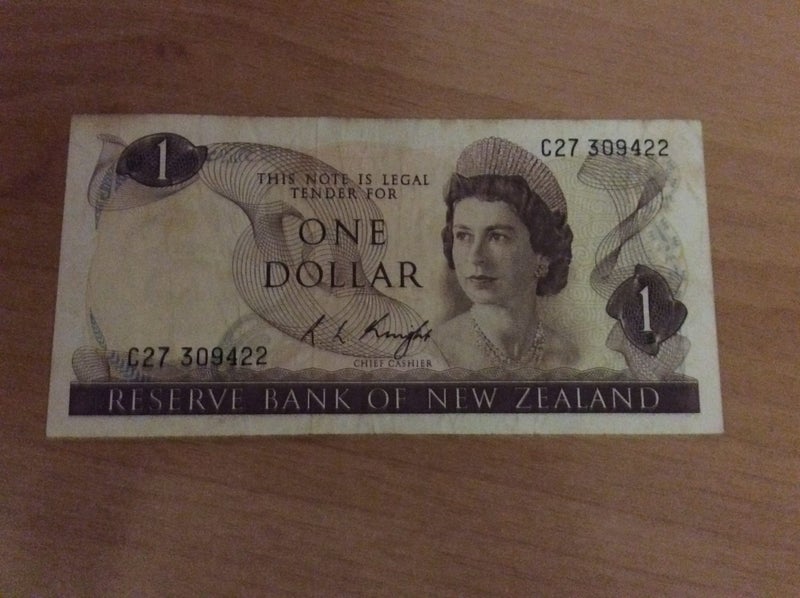 1
C27 309422
THIS NOTE IS LEGAL
TENDER FOR
ONE
DOLLAR
1
R L Knight
C27 309422
CHIEF CASHIER
RESERVE BANK OF NEW ZEALAND